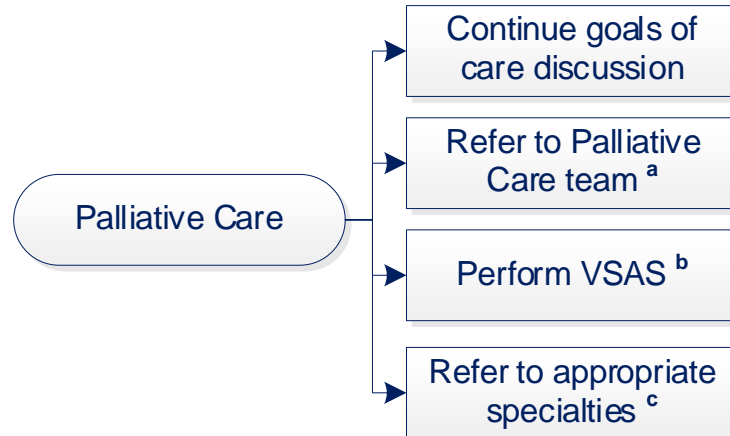 Continue goals of
care discussion
Refer to Palliative
Care team a
Palliative Care
Perform VSAS b
Refer to appropriate
specialties c